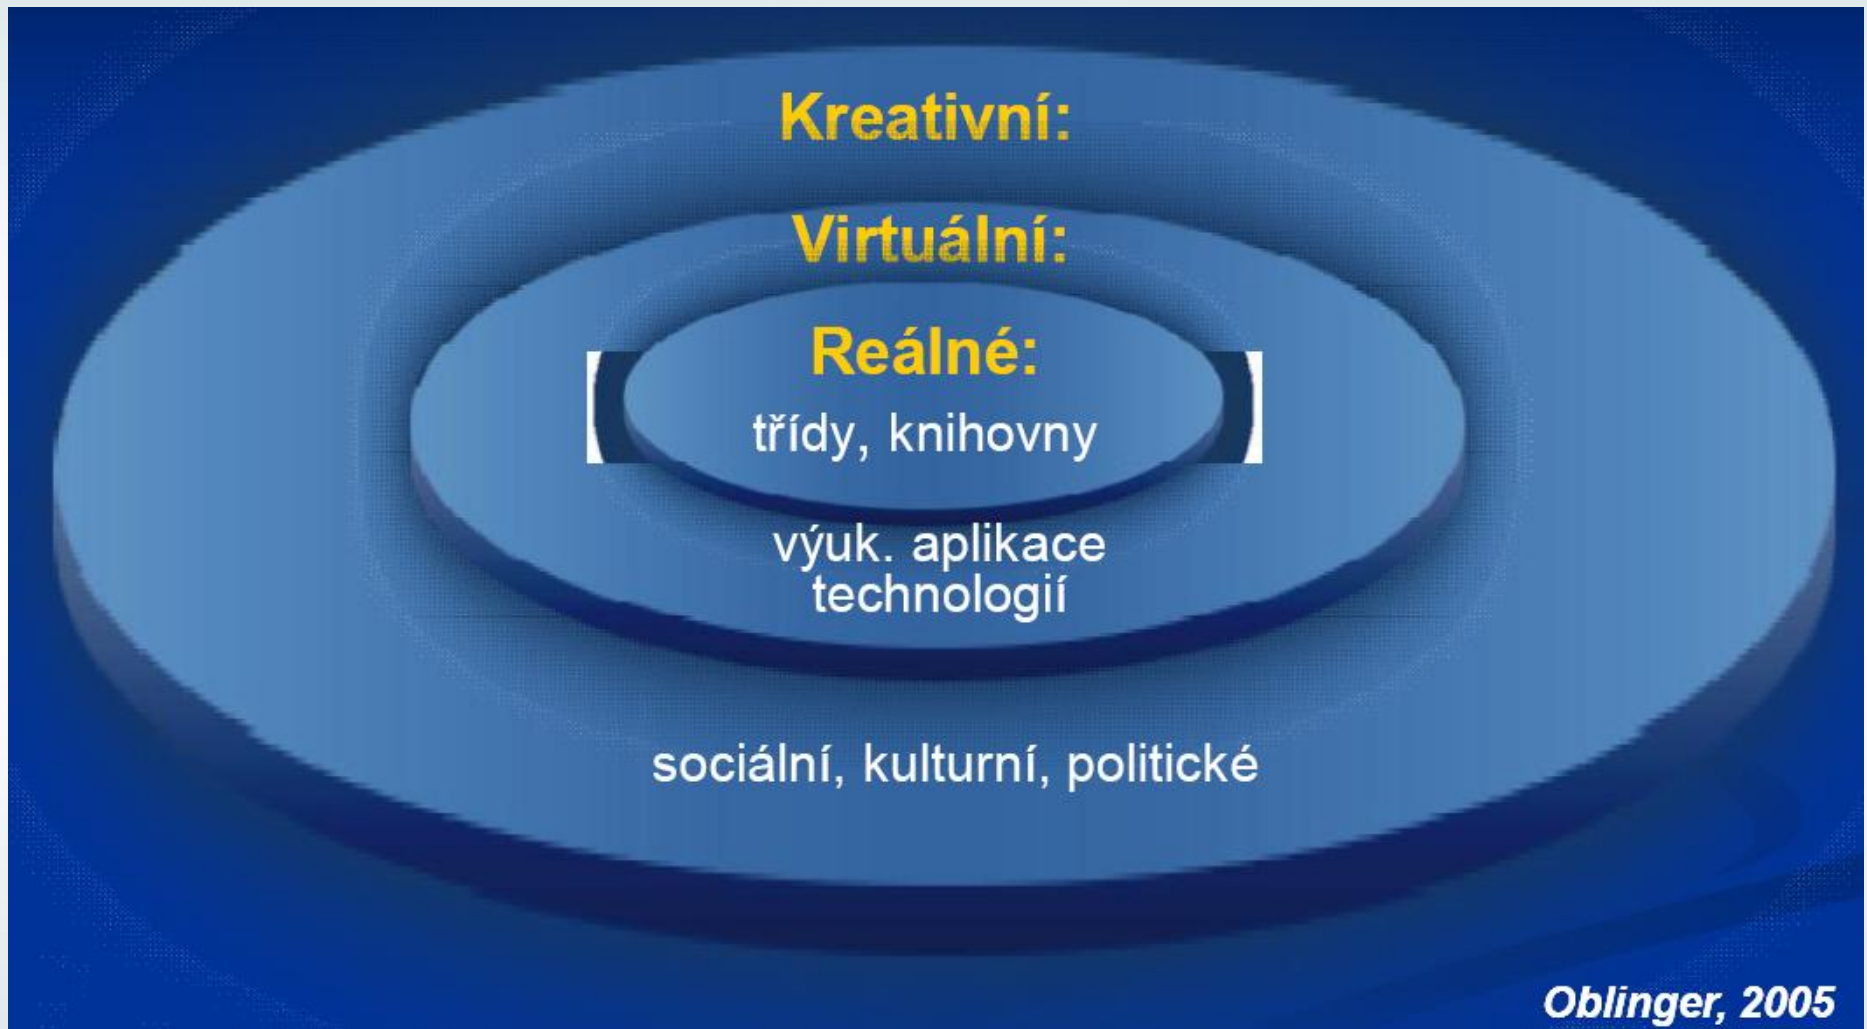 Kreativní:
Virtuální:
Reálné:
třídy, knihovny
výuk. aplikace
technologií
sociální, kulturní, politické
Oblinger, 2005